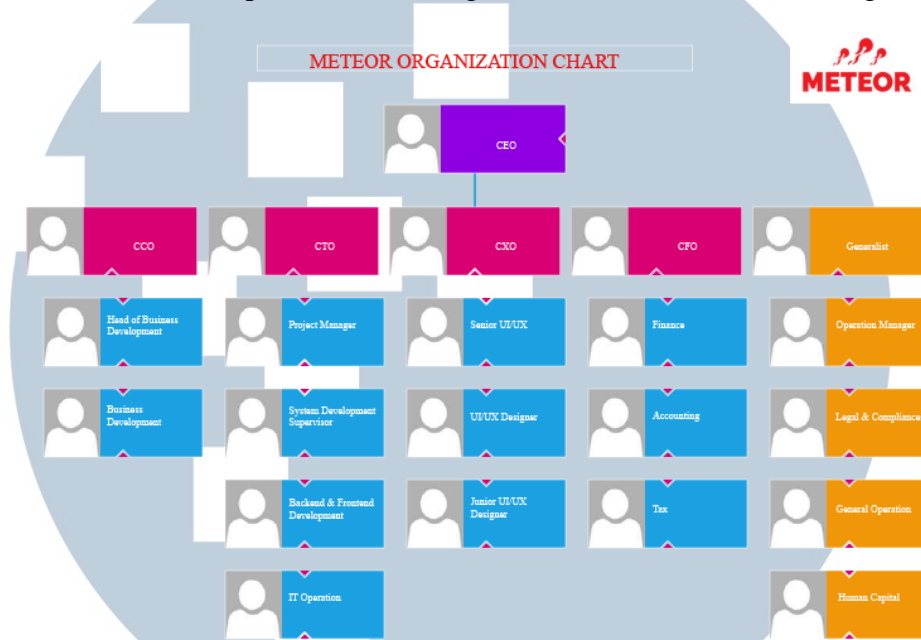 METEOR ORGANIZATION CHART
METEOR
CEO
CCO
CTO
CXO
CFO
Generalist
Head of Business
Development
Project Manager
Senior UI/UX
Finance
Operation Manager
Business
Development
System Development
Supervisor
UI/UX Designer
Accounting
Legal & Compliance
Backend & Frontend
Development
Junior UI/UX
Designer
Tax
General Operation
IT Operation
Human Capital